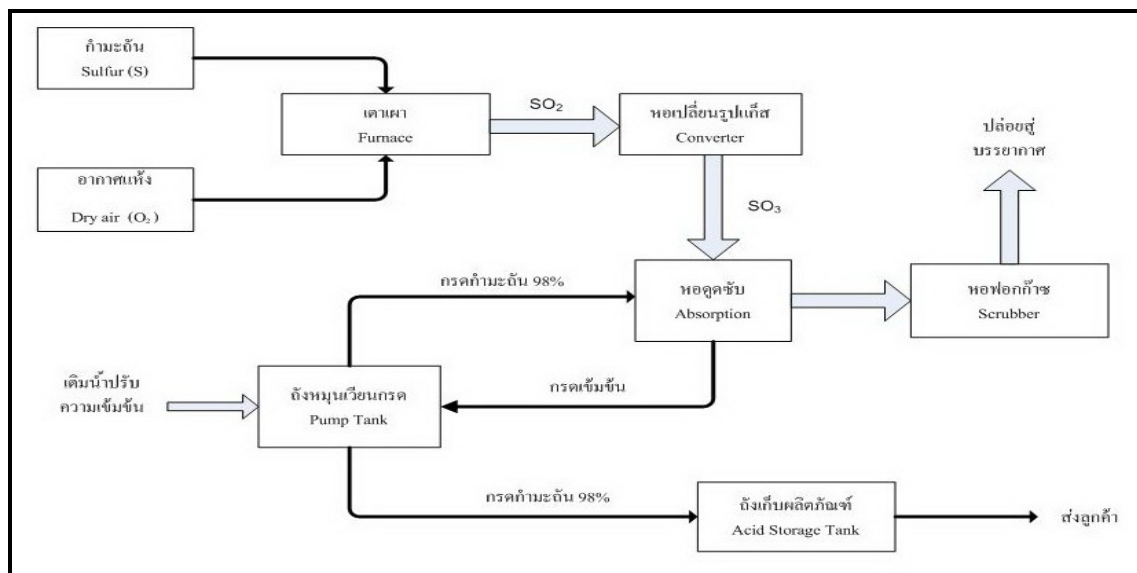 กำมะถัน
Sulfur (S)
เตาเผา
Furnace
SO₂
หอเปลี่ยนรูปแก๊ส
Converter
ปล่อยสู่
บรรยากาศ
อากาศแห้ง
Dry air (O₂)
SO₃
กรดกำมะถัน 98%
หอดูดซับ
Absorption
หอฟอกก๊าซ
Scrubber
เติมน้ำปรับ
ความเข้มข้น
ถังหมุนเวียนกรด
Pump Tank
กรดเข้มข้น
กรดกำมะถัน 98%
ถังเก็บผลิตภัณฑ์
Acid Storage Tank
ส่งลูกค้า